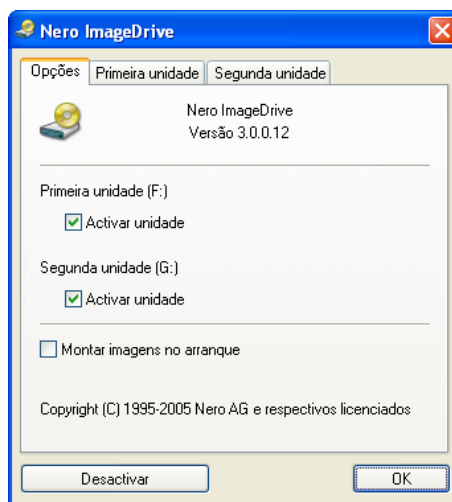 Nero ImageDrive
Opções Primeira unidade Segunda unidade
Nero ImageDrive
Versão 3.0.0.12
Primeira unidade (F:)
Activar unidade
Segunda unidade (G:)
Activar unidade
Montar imagens no arranque
Copyright (C) 1995-2005 Nero AG e respectivos licenciados
Desactivar OK